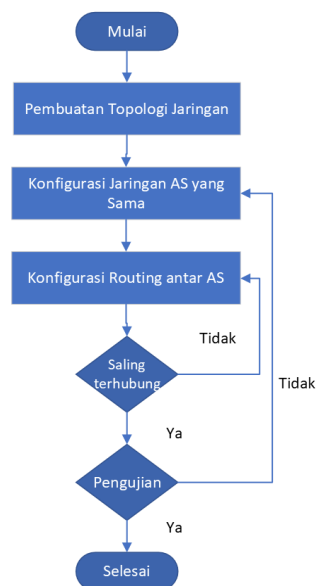 Mulai
Pembuatan Topologi Jaringan
Konfigurasi Jaringan AS yang
Sama
Konfigurasi Routing antar AS
Tidak
Saling
terhubung
Tidak
Ya
Pengujian
Ya
Selesai